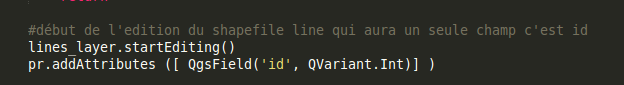 return
#début de l'edition du shapefile line qui aura un seule champ c'est id
lines_layer.startEditing()
pr.addAttributes ([ QgsField('id', QVariant.Int)] )